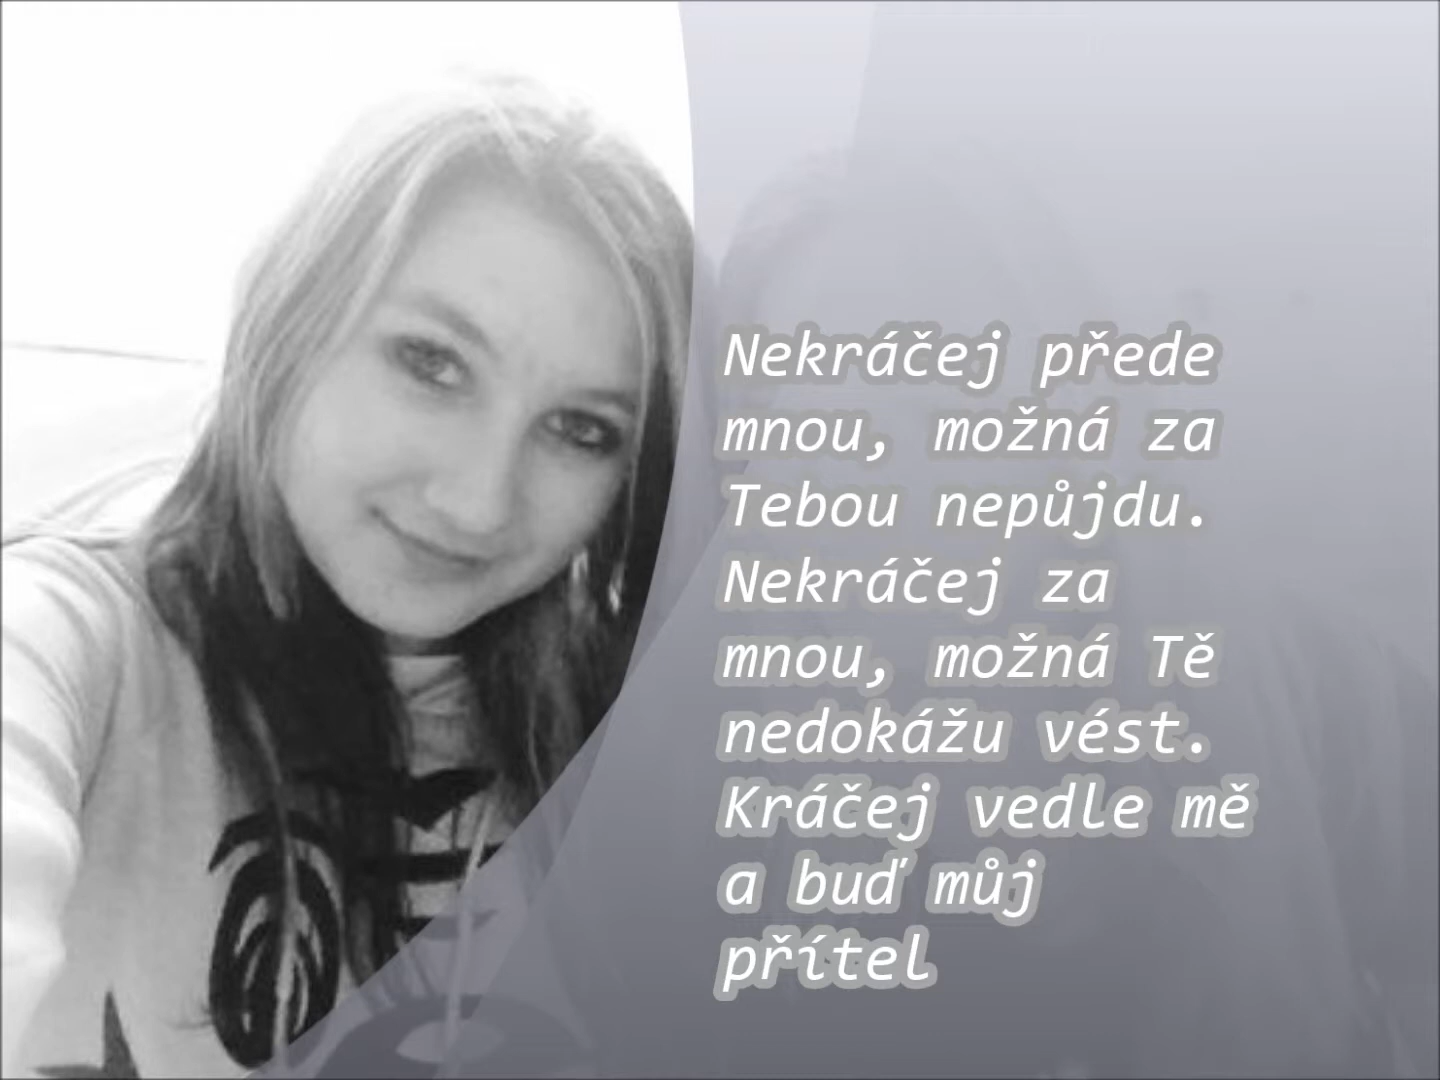 Nekráčej přede
mnou, možná za
Tebou nepůjdu.
Nekráčej za
mnou, možná Tě
nedokážu vést.
Kráčej vedle mě
a buď můj
přítel